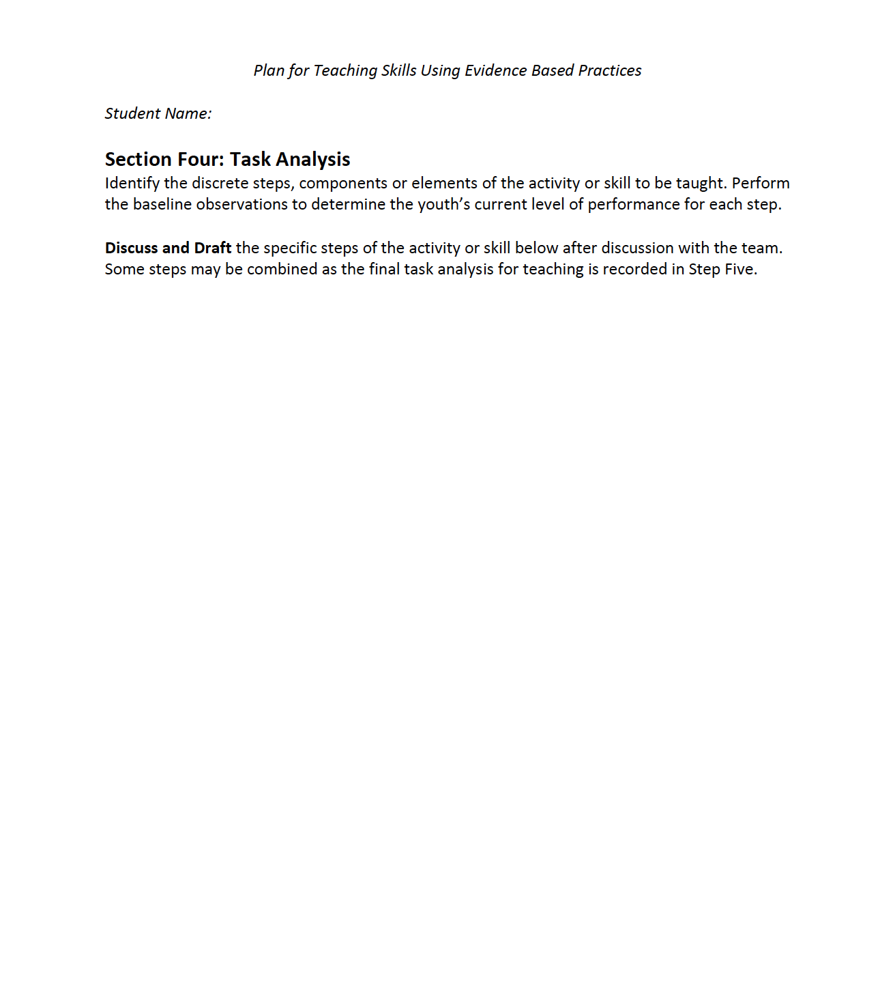 Plan for Teaching Skills Using Evidence Based Practices
Student Name:
Section Four: Task Analysis
Identify the discrete steps, components or elements of the activity or skill to be taught. Perform
the baseline observations to determine the youth’s current level of performance for each step.
Discuss and Draft the specific steps of the activity or skill below after discussion with the team.
Some steps may be combined as the final task analysis for teaching is recorded in Step Five.